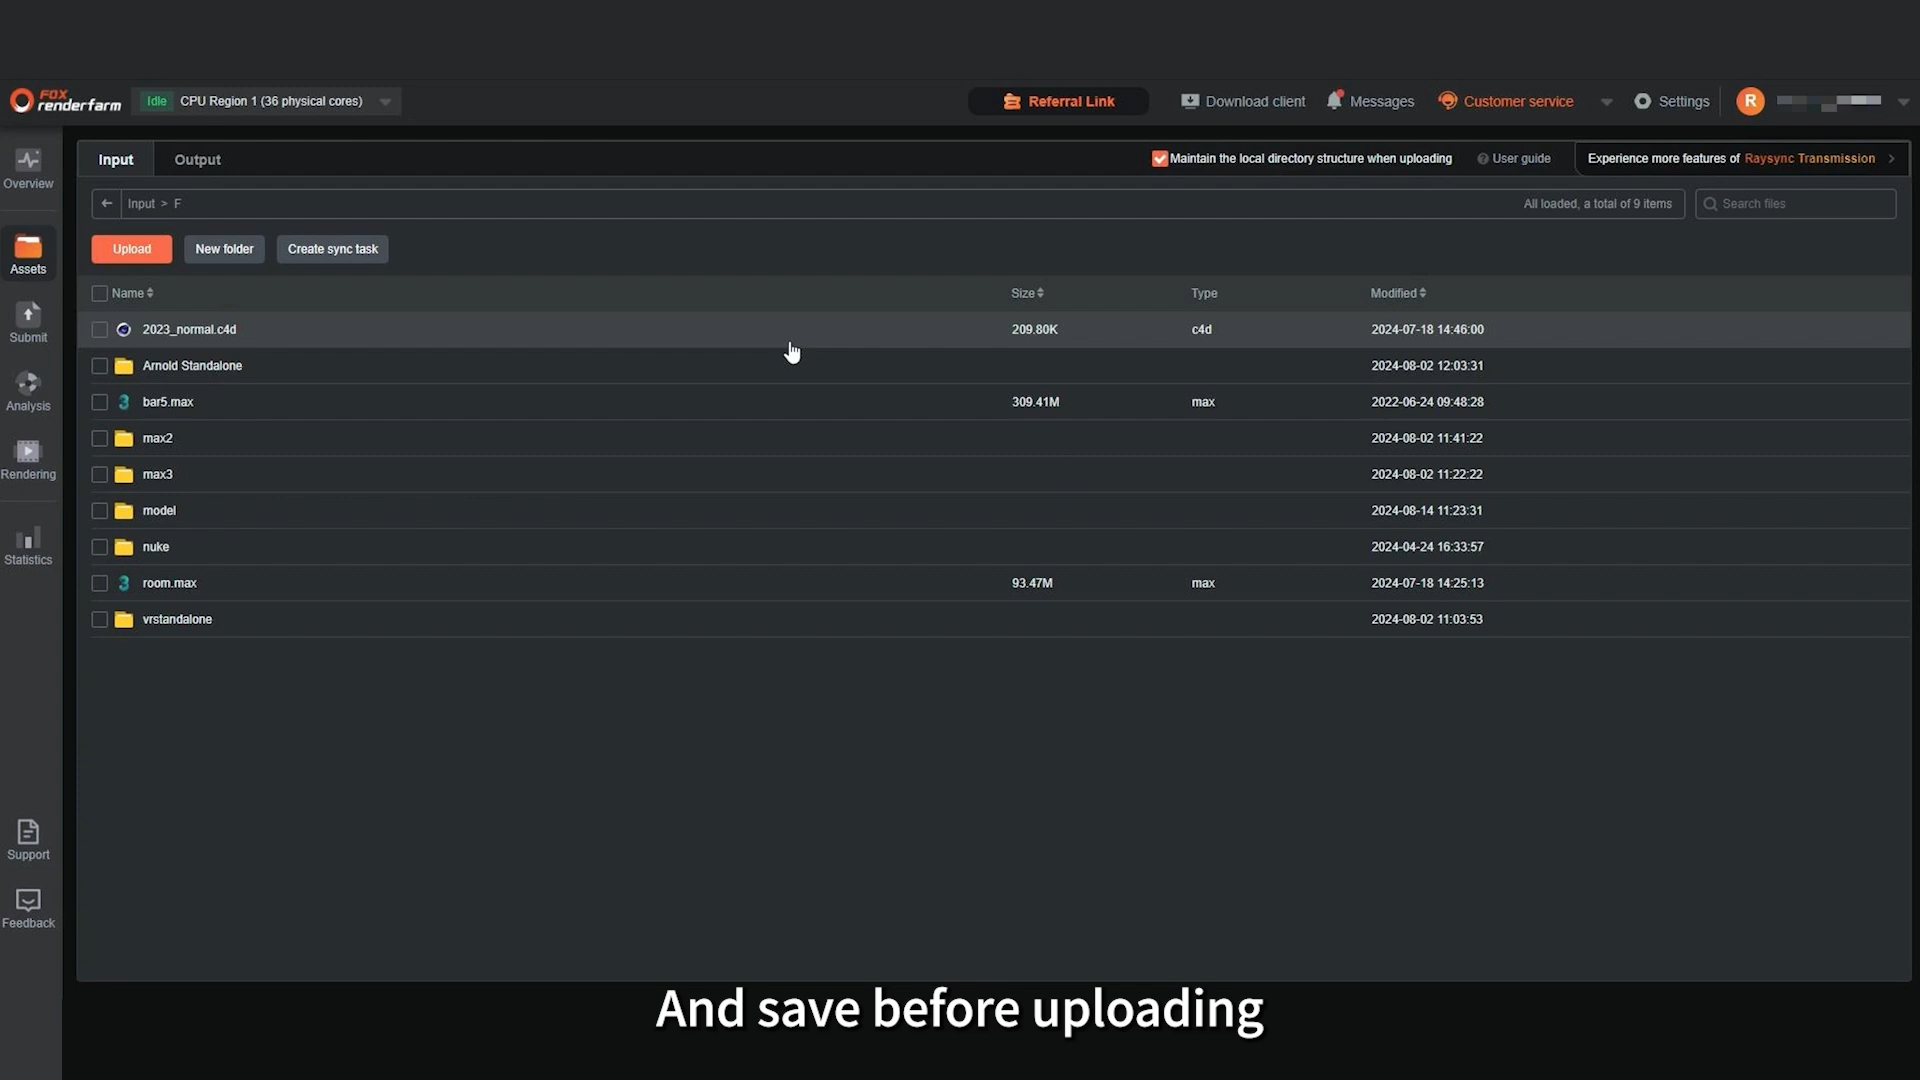 FOX renderfarm
Idle CPU Region 1 (36 physical cores)
Referral Link
Download client
Messages
Customer service
Settings
R
Input
Output
Maintain the local directory structure when uploading
User guide
Experience more features of Raysync Transmission >
Input > F
All loaded, a total of 9 items
Search files
Upload
New folder
Create sync task
Name Size Type Modified
2023_normal.c4d 209.80K c4d 2024-07-18 14:46:00
Arnold Standalone 2024-08-02 12:03:31
bar5.max 309.41M max 2022-06-24 09:48:28
max2 2024-08-02 11:41:22
max3 2024-08-02 11:22:22
model 2024-08-14 11:23:31
nuke 2024-04-24 16:33:57
room.max 93.47M max 2024-07-18 14:25:13
vrstandalone 2024-08-02 11:03:53
Overview
Assets
Submit
Analysis
Rendering
Statistics
Support
Feedback
And save before uploading